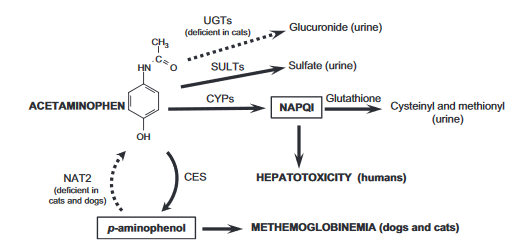 UGTs
(deficient in cats)
Glucuronide (urine)
CH3
C
O
HN
SULTs
Sulfate (urine)
ACETAMINOPHEN
CYPs
NAPQI
Glutathione
Cysteinyl and methionyl
(urine)
OH
NAT2
(deficient in
cats and dogs)
CES
HEPATOTOXICITY (humans)
p-aminophenol
METHEMOGLOBINEMIA (dogs and cats)